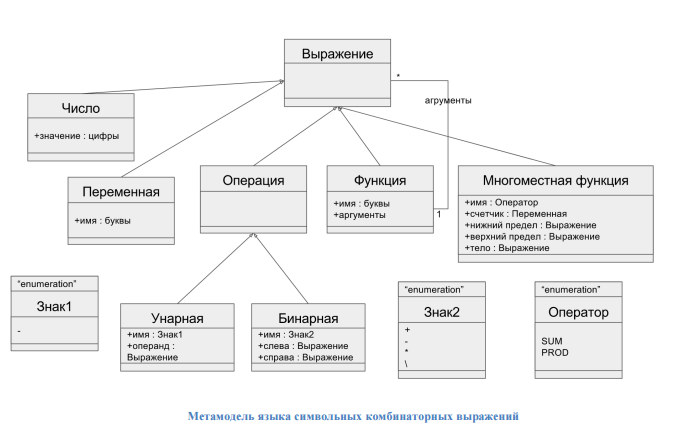 Выражение
*
агрументы
Число
+значение : цифры
Переменная
+имя : буквы
Операция
Функция
+имя : буквы
+аргументы
1
Многоместная функция
+имя : Оператор
+счетчик : Переменная
+нижний предел : Выражение
+верхний предел : Выражение
+тело : Выражение
"enumeration"
Знак1
-
Унарная
+имя : Знак1
+операнд :
Выражение
Бинарная
+имя : Знак2
+слева : Выражение
+справа : Выражение
"enumeration"
Знак2
+
-
*
\
"enumeration"
Оператор
SUM
PROD
Метамодель языка символьных комбинаторных выражений